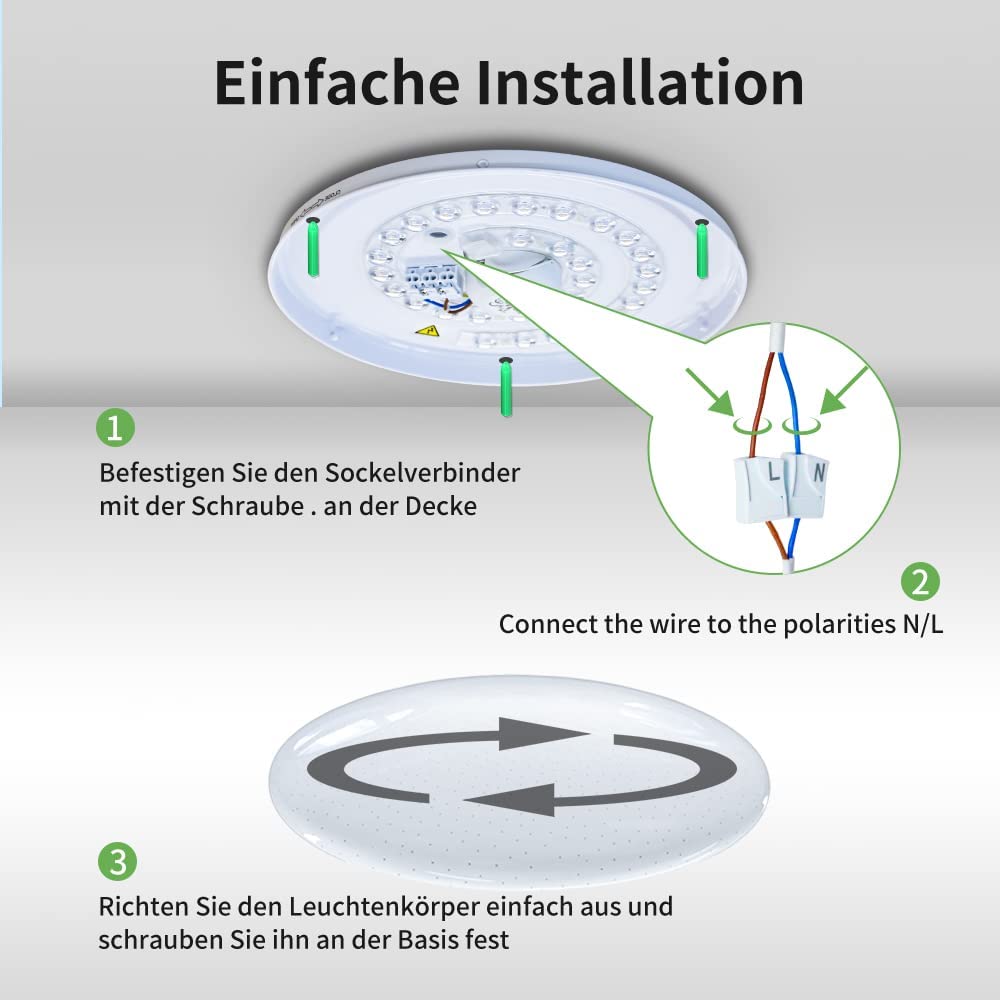 Einfache Installation
1
Befestigen Sie den Sockelverbinder
mit der Schraube . an der Decke
L N
2
Connect the wire to the polarities N/L
3
Richten Sie den Leuchtenkörper einfach aus und
schrauben Sie ihn an der Basis fest